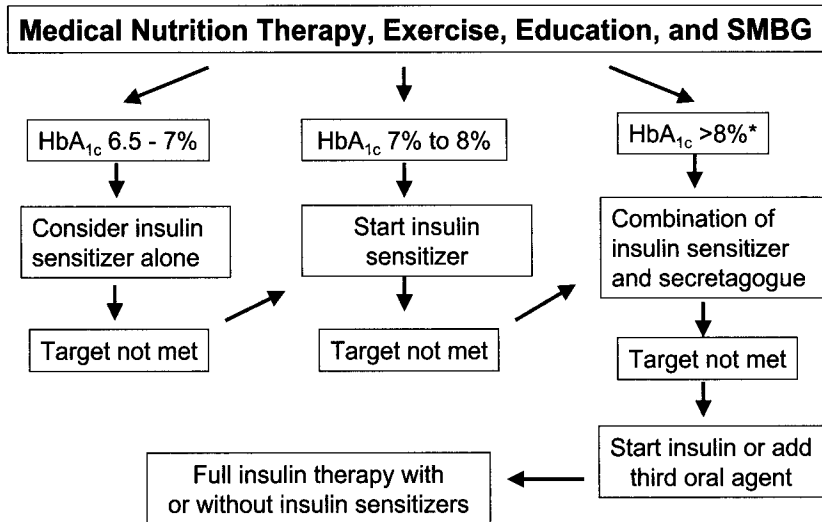 Medical Nutrition Therapy, Exercise, Education, and SMBG
HbA1c 6.5 - 7%
HbA1c 7% to 8%
HbA1c >8%*
Consider insulin
sensitizer alone
Start insulin
sensitizer
Combination of
insulin sensitizer
and secretagogue
Target not met
Target not met
Target not met
Start insulin or add
third oral agent
Full insulin therapy with
or without insulin sensitizers